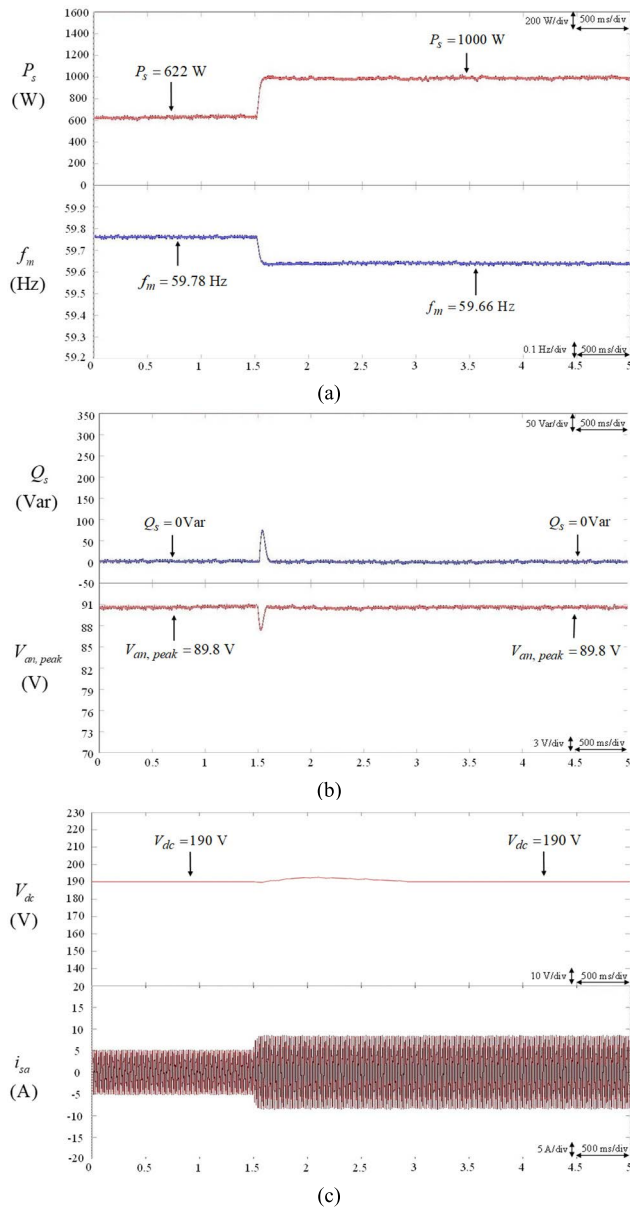 1600
1400
1200
1000
800
600
400
200
0
P_s
(W)
P_s = 622 W
P_s = 1000 W
200 W/div
500 ms/div
59.9
59.8
59.7
59.6
59.5
59.4
59.3
59.2
f_m
(Hz)
f_m = 59.78 Hz
f_m = 59.66 Hz
0.1 Hz/div
500 ms/div
0 0.5 1 1.5 2 2.5 3 3.5 4 4.5 5
(a)
350
300
250
200
150
100
50
0
-50
Q_s
(Var)
Q_s = 0Var
Q_s = 0Var
50 Var/div
500 ms/div
91
88
85
82
79
76
73
70
V_an, peak
(V)
V_an, peak = 89.8 V
V_an, peak = 89.8 V
3 V/div
500 ms/div
0 0.5 1 1.5 2 2.5 3 3.5 4 4.5 5
(b)
230
220
210
200
190
180
170
160
150
140
V_dc
(V)
V_dc = 190 V
V_dc = 190 V
10 V/div
500 ms/div
20
15
10
5
0
-5
-10
-15
-20
i_sa
(A)
5 A/div
500 ms/div
0 0.5 1 1.5 2 2.5 3 3.5 4 4.5 5
(c)